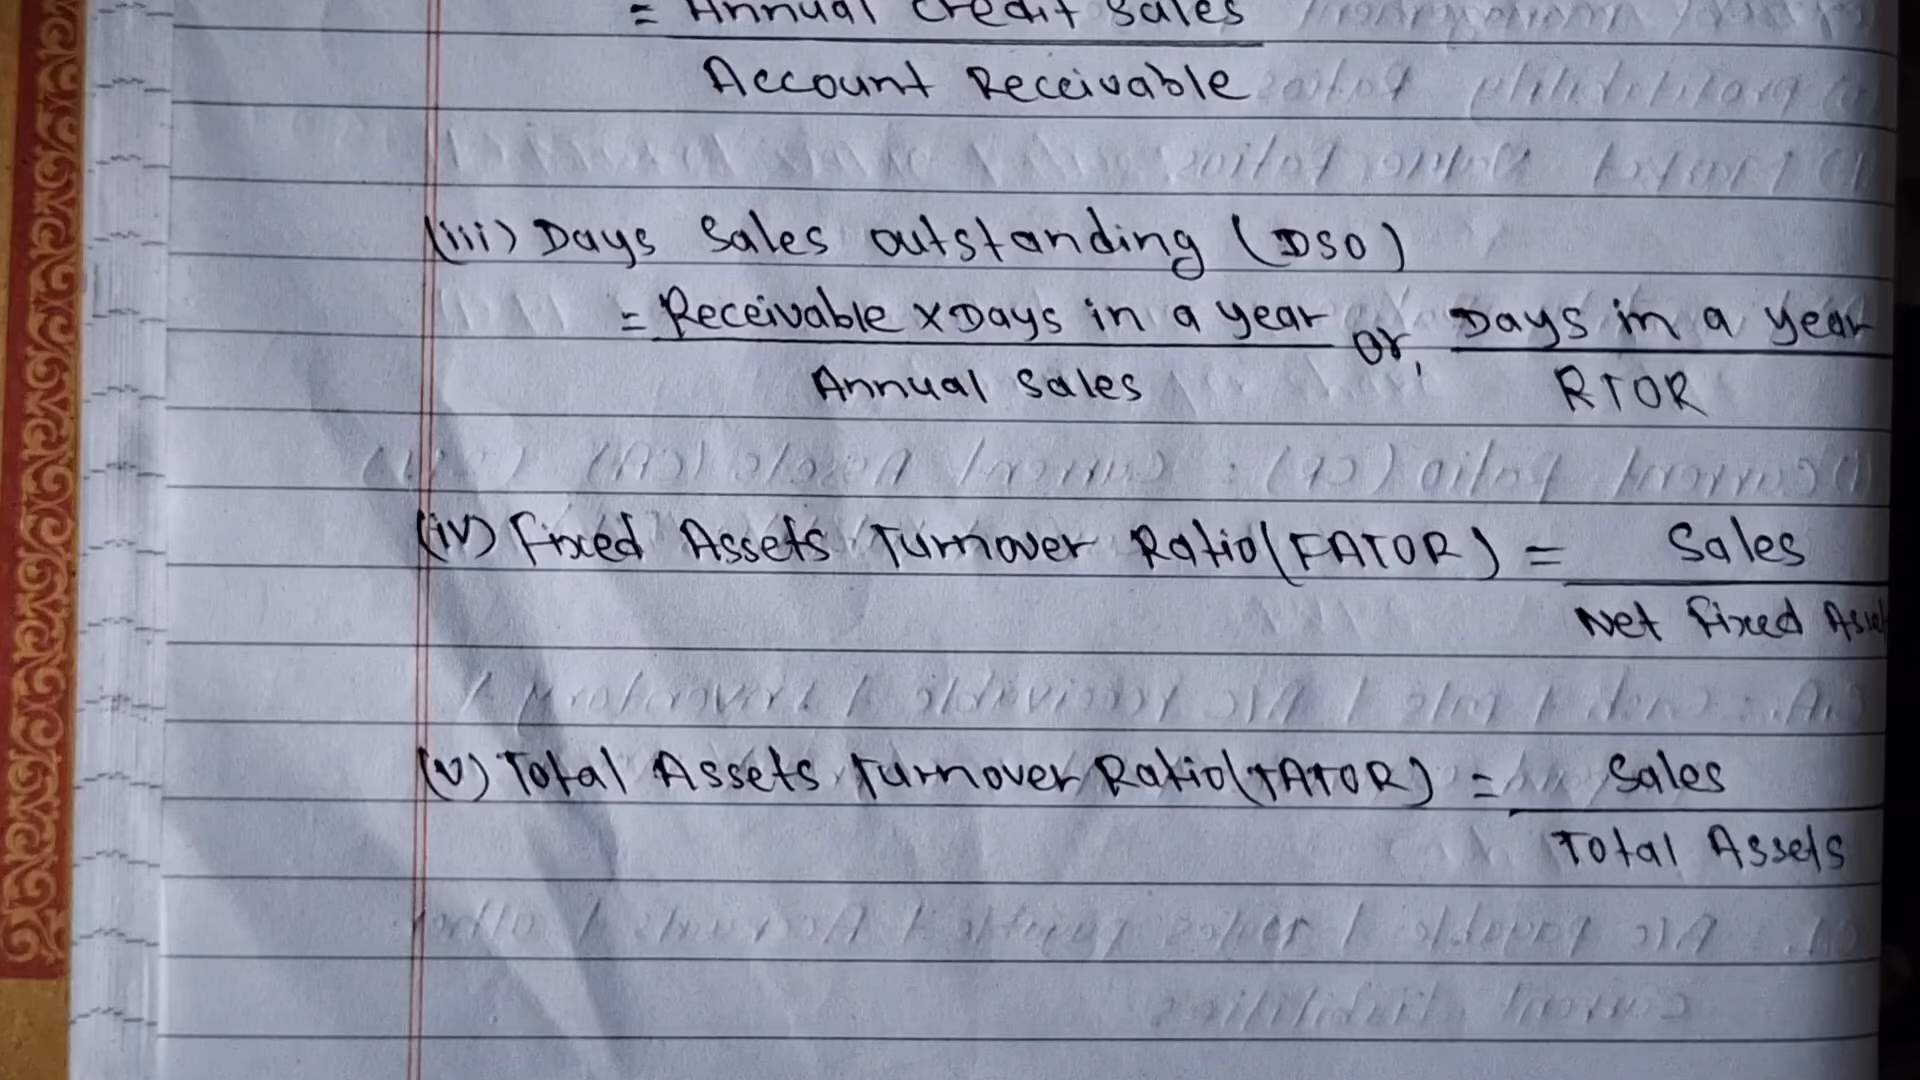 = Annual Credit Sales
Account Receivable
(iii) Days Sales outstanding (DSO)
= Receivable x Days in a year or, Days in a year
Annual Sales RTOR
(iv) Fixed Assets Turnover Ratio (FATOR) = Sales
Net Fixed Asset
(v) Total Assets Turnover Ratio (TATOR) = Sales
Total Assets